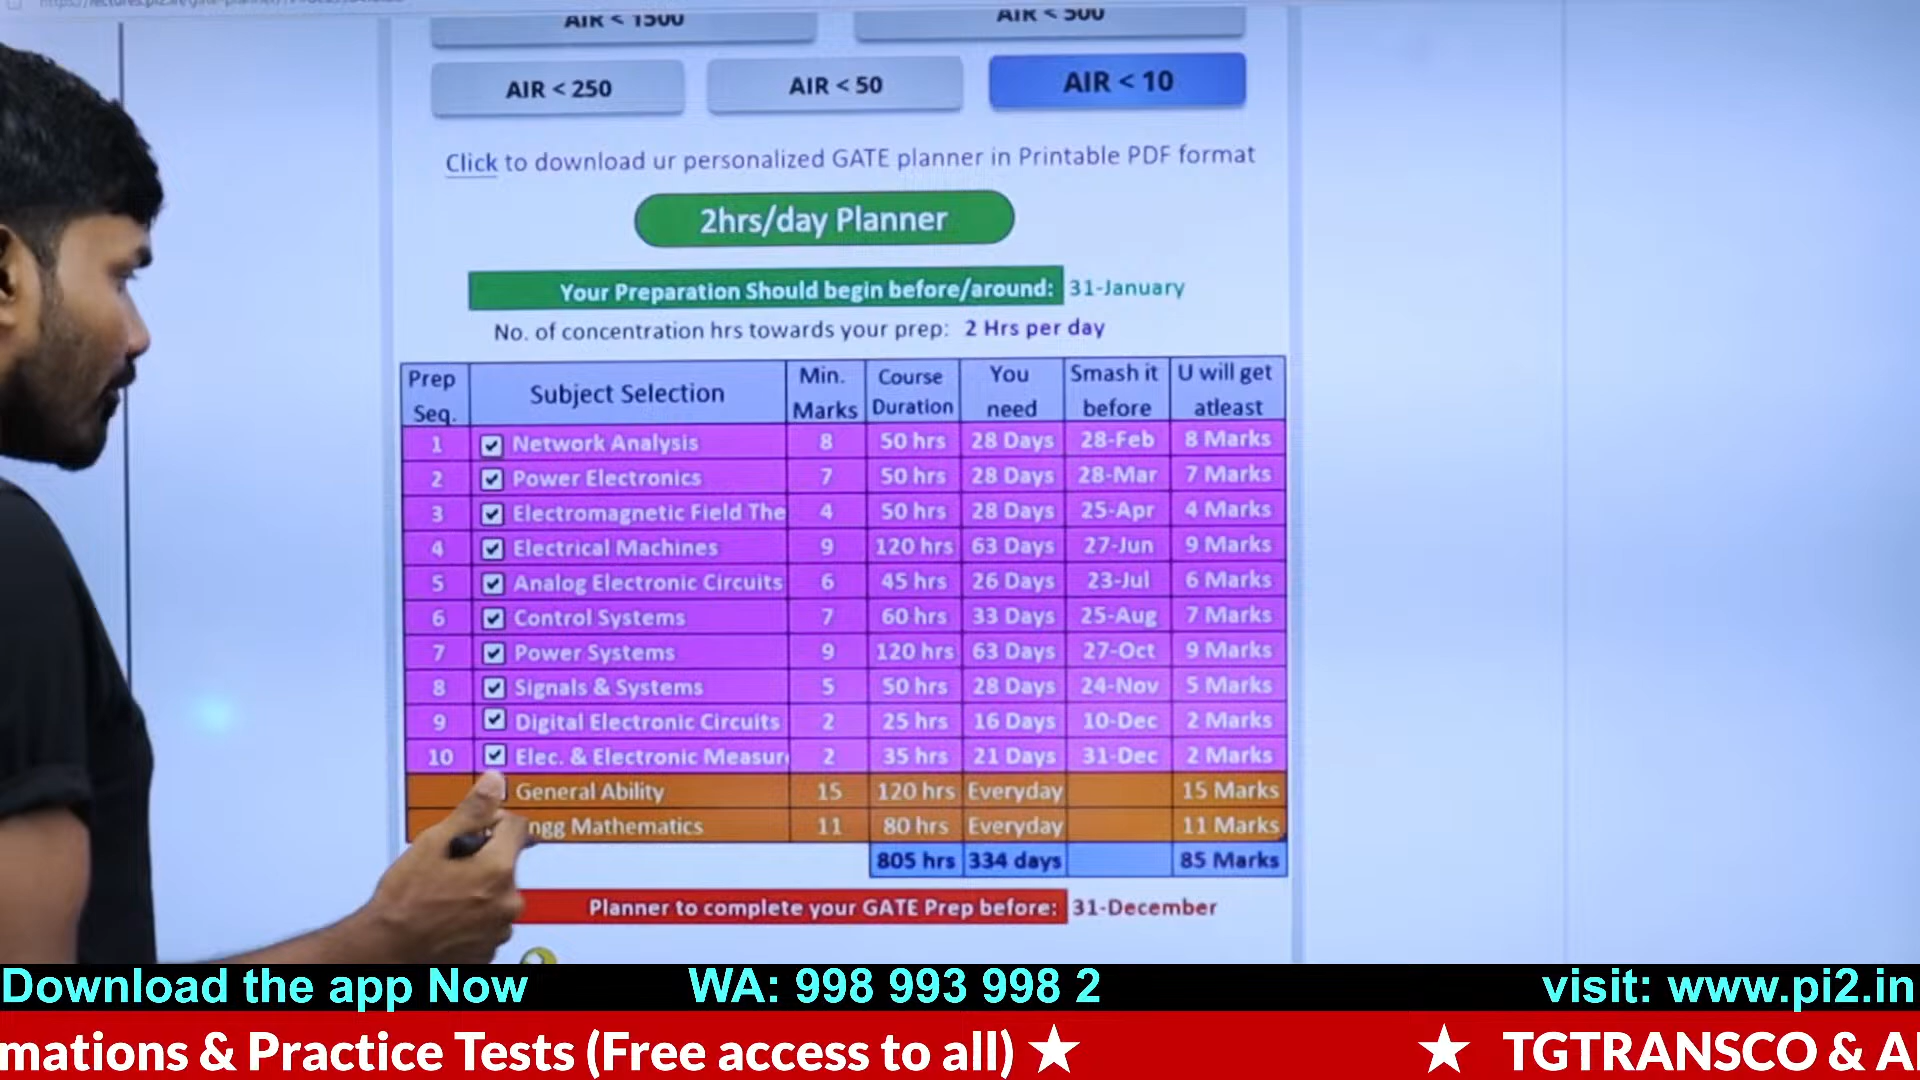 AIR < 1500 AIR < 500
AIR < 250 AIR < 50 AIR < 10
Click to download ur personalized GATE planner in Printable PDF format
2hrs/day Planner
Your Preparation Should begin before/around: 31-January
No. of concentration hrs towards your prep: 2 Hrs per day
Prep Seq. Subject Selection Min. Marks Course Duration You need Smash it before U will get atleast
1 Network Analysis 8 50 hrs 28 Days 28-Feb 8 Marks
2 Power Electronics 7 50 hrs 28 Days 28-Mar 7 Marks
3 Electromagnetic Field The 4 50 hrs 28 Days 25-Apr 4 Marks
4 Electrical Machines 9 120 hrs 63 Days 27-Jun 9 Marks
5 Analog Electronic Circuits 6 45 hrs 26 Days 23-Jul 6 Marks
6 Control Systems 7 60 hrs 33 Days 25-Aug 7 Marks
7 Power Systems 9 120 hrs 63 Days 27-Oct 9 Marks
8 Signals & Systems 5 50 hrs 28 Days 24-Nov 5 Marks
9 Digital Electronic Circuits 2 25 hrs 16 Days 10-Dec 2 Marks
10 Elec. & Electronic Measur 2 35 hrs 21 Days 31-Dec 2 Marks
General Ability 15 120 hrs Everyday 15 Marks
ngg Mathematics 11 80 hrs Everyday 11 Marks
805 hrs 334 days 85 Marks
Planner to complete your GATE Prep before: 31-December
Download the app Now WA: 998 993 998 2 visit: www.pi2.in
mations & Practice Tests (Free access to all) ★ ★ TGTRANSCO & A